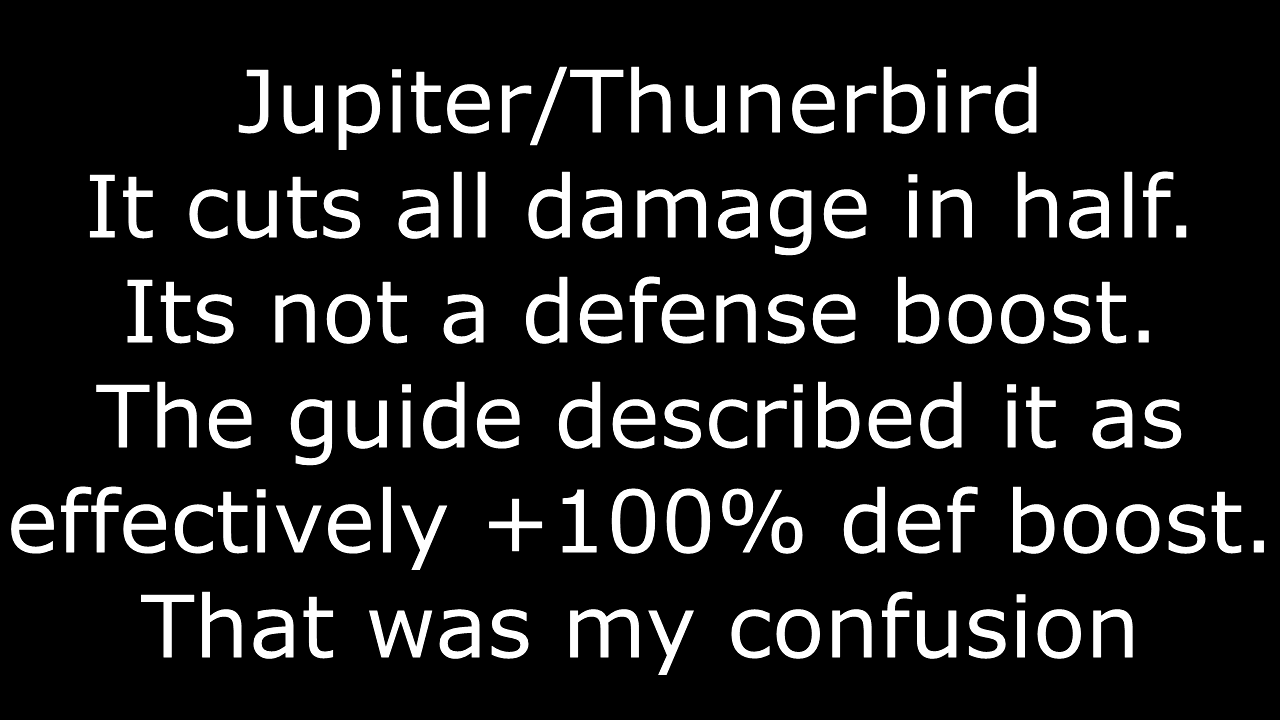 Jupiter/Thunerbird
It cuts all damage in half.
Its not a defense boost.
The guide described it as
effectively +100% def boost.
That was my confusion